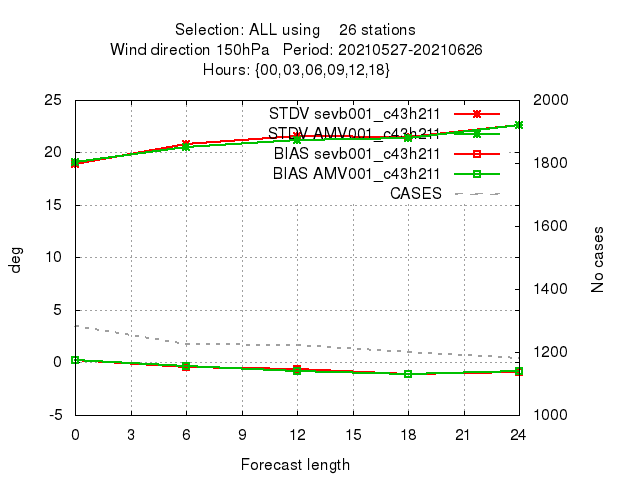 Selection: ALL using 26 stations
Wind direction 150hPa Period: 20210527-20210626
Hours: {00,03,06,09,12,18}
25 2000
STDV sevb001_c43h211
STDV AMV001_c43h211
20 1800
BIAS sevb001_c43h211
BIAS AMV001_c43h211
CASES
15 1600
deg
No cases
10 1400
5
0 1200
-5 1000
0 3 6 9 12 15 18 21 24
Forecast length